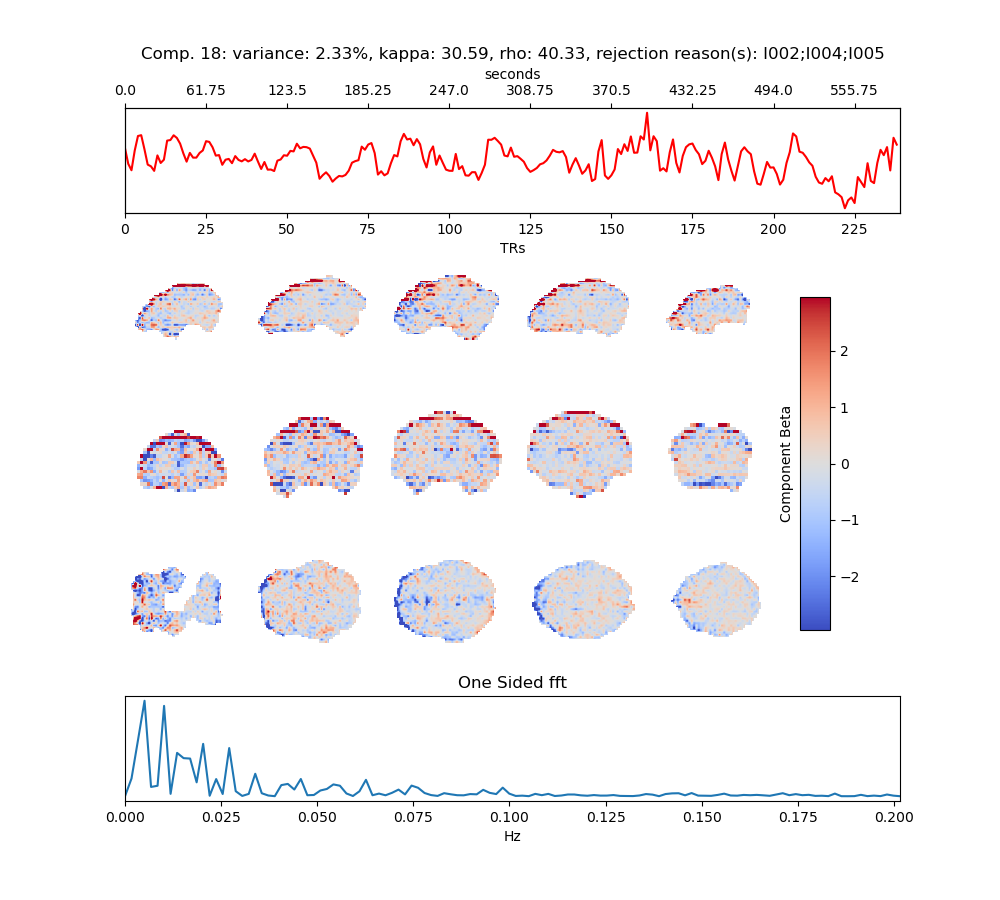 Comp. 18: variance: 2.33%, kappa: 30.59, rho: 40.33, rejection reason(s): I002;I004;I005
seconds
0.0 61.75 123.5 185.25 247.0 308.75 370.5 432.25 494.0 555.75
0 25 50 75 100 125 150 175 200 225
TRs
2
1
0
−1
−2
Component Beta
One Sided fft
0.000 0.025 0.050 0.075 0.100 0.125 0.150 0.175 0.200
Hz